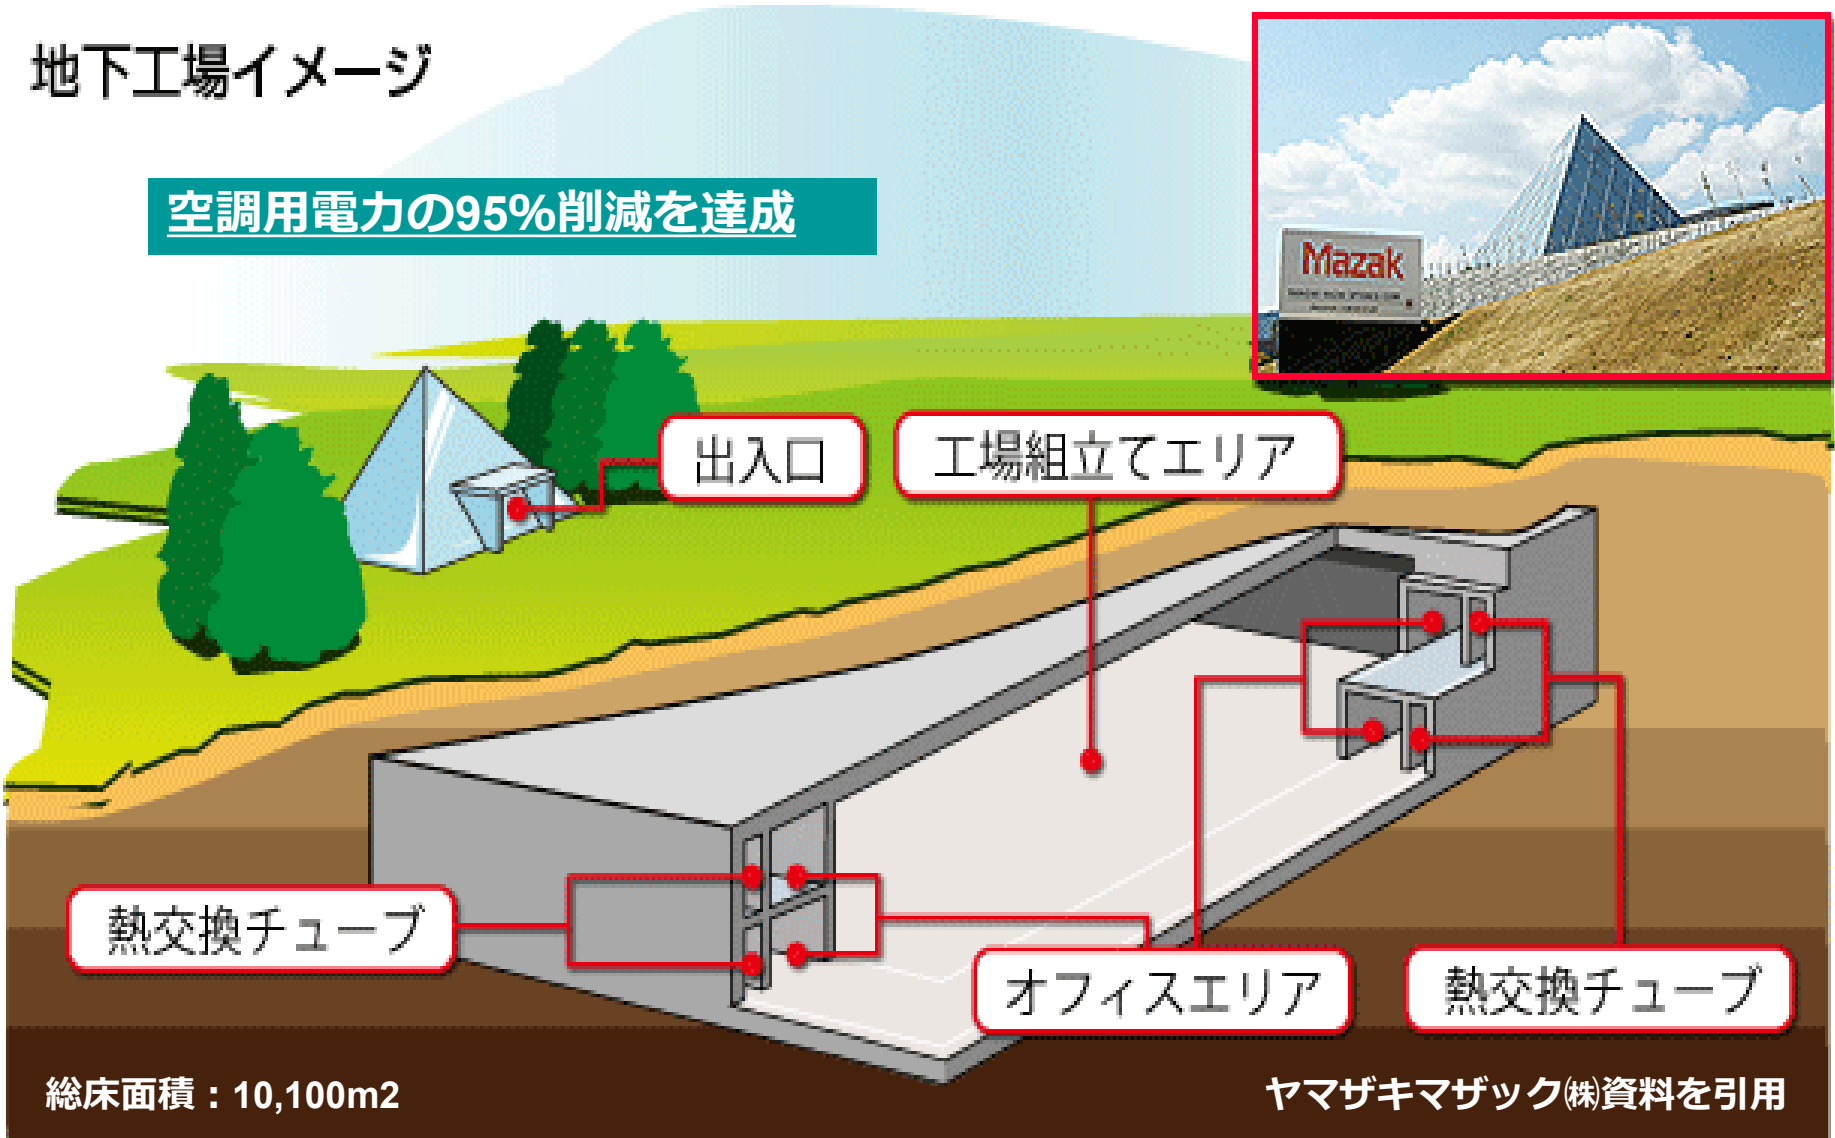 地下工場イメージ
空調用電力の95%削減を達成
Mazak
出入口
工場組立てエリア
熱交換チューブ
オフィスエリア
熱交換チューブ
総床面積：10,100m2
ヤマザキマザック㈱資料を引用